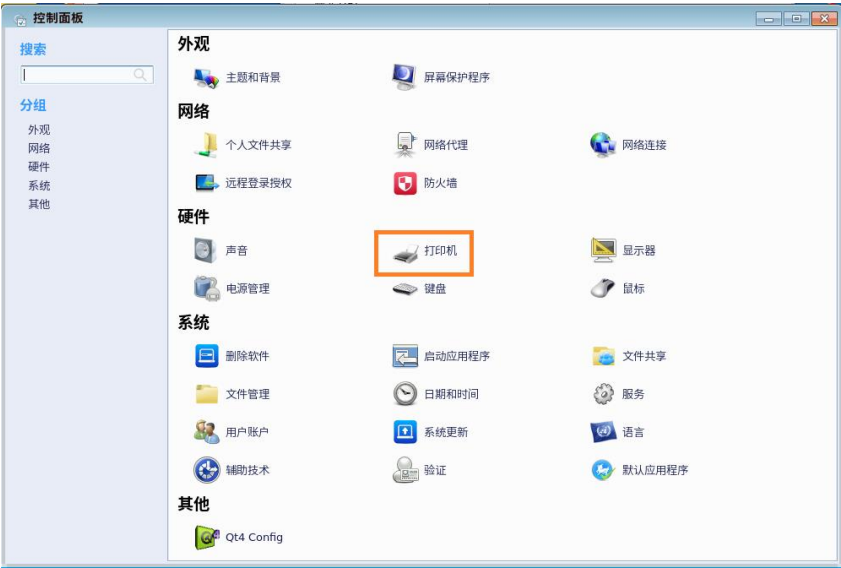 控制面板
搜索
分组
外观
网络
硬件
系统
其他
外观
主题和背景 屏幕保护程序
网络
个人文件共享 网络代理 网络连接
远程登录授权 防火墙
硬件
声音 打印机 显示器
电源管理 键盘 鼠标
系统
删除软件 启动应用程序 文件共享
文件管理 日期和时间 服务
用户账户 系统更新 语言
辅助技术 验证 默认应用程序
其他
Qt4 Config